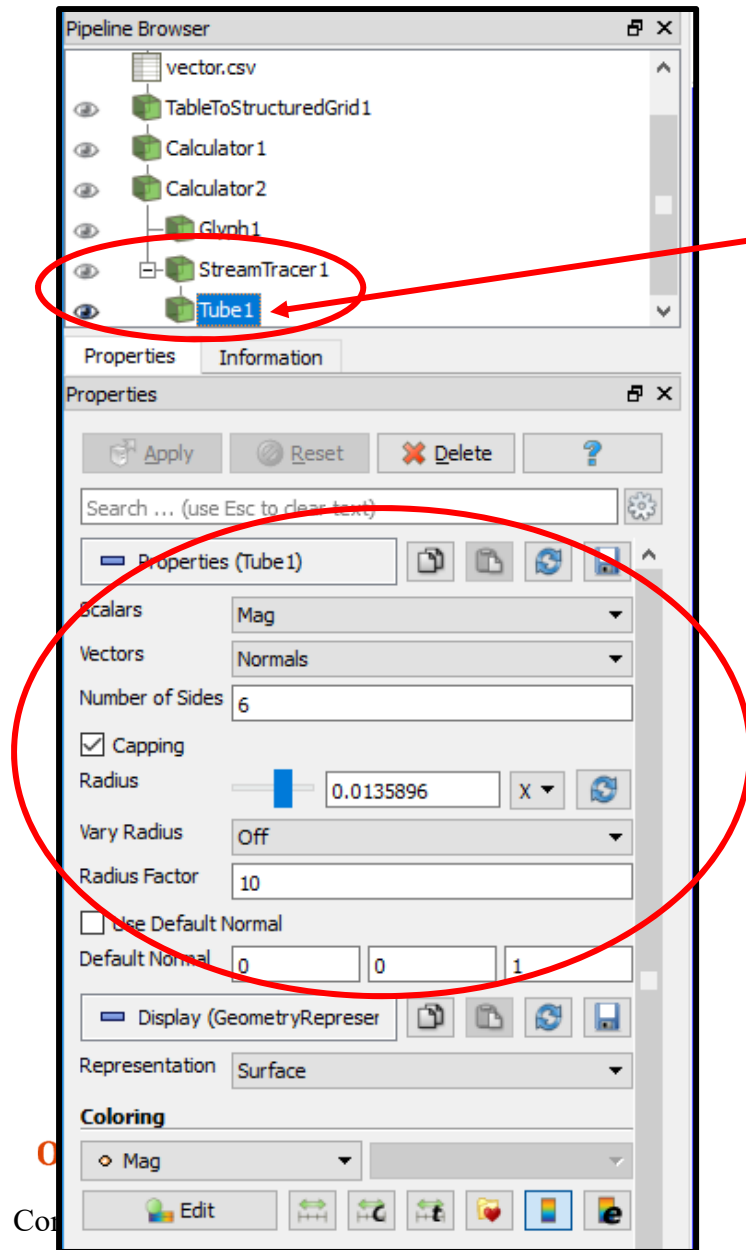 Pipeline Browser
vector.csv
TableToStructuredGrid1
Calculator1
Calculator2
Glyph1
StreamTracer1
Tube1
Properties Information
Properties
Apply Reset Delete ?
Search ... (use Esc to clear text)
Properties (Tube1)
Scalars Mag
Vectors Normals
Number of Sides 6
Capping
Radius 0.0135896 X
Vary Radius Off
Radius Factor 10
Use Default Normal
Default Normal 0 0 1
Display (GeometryRepreser
Representation Surface
Coloring
Mag
Edit c t e